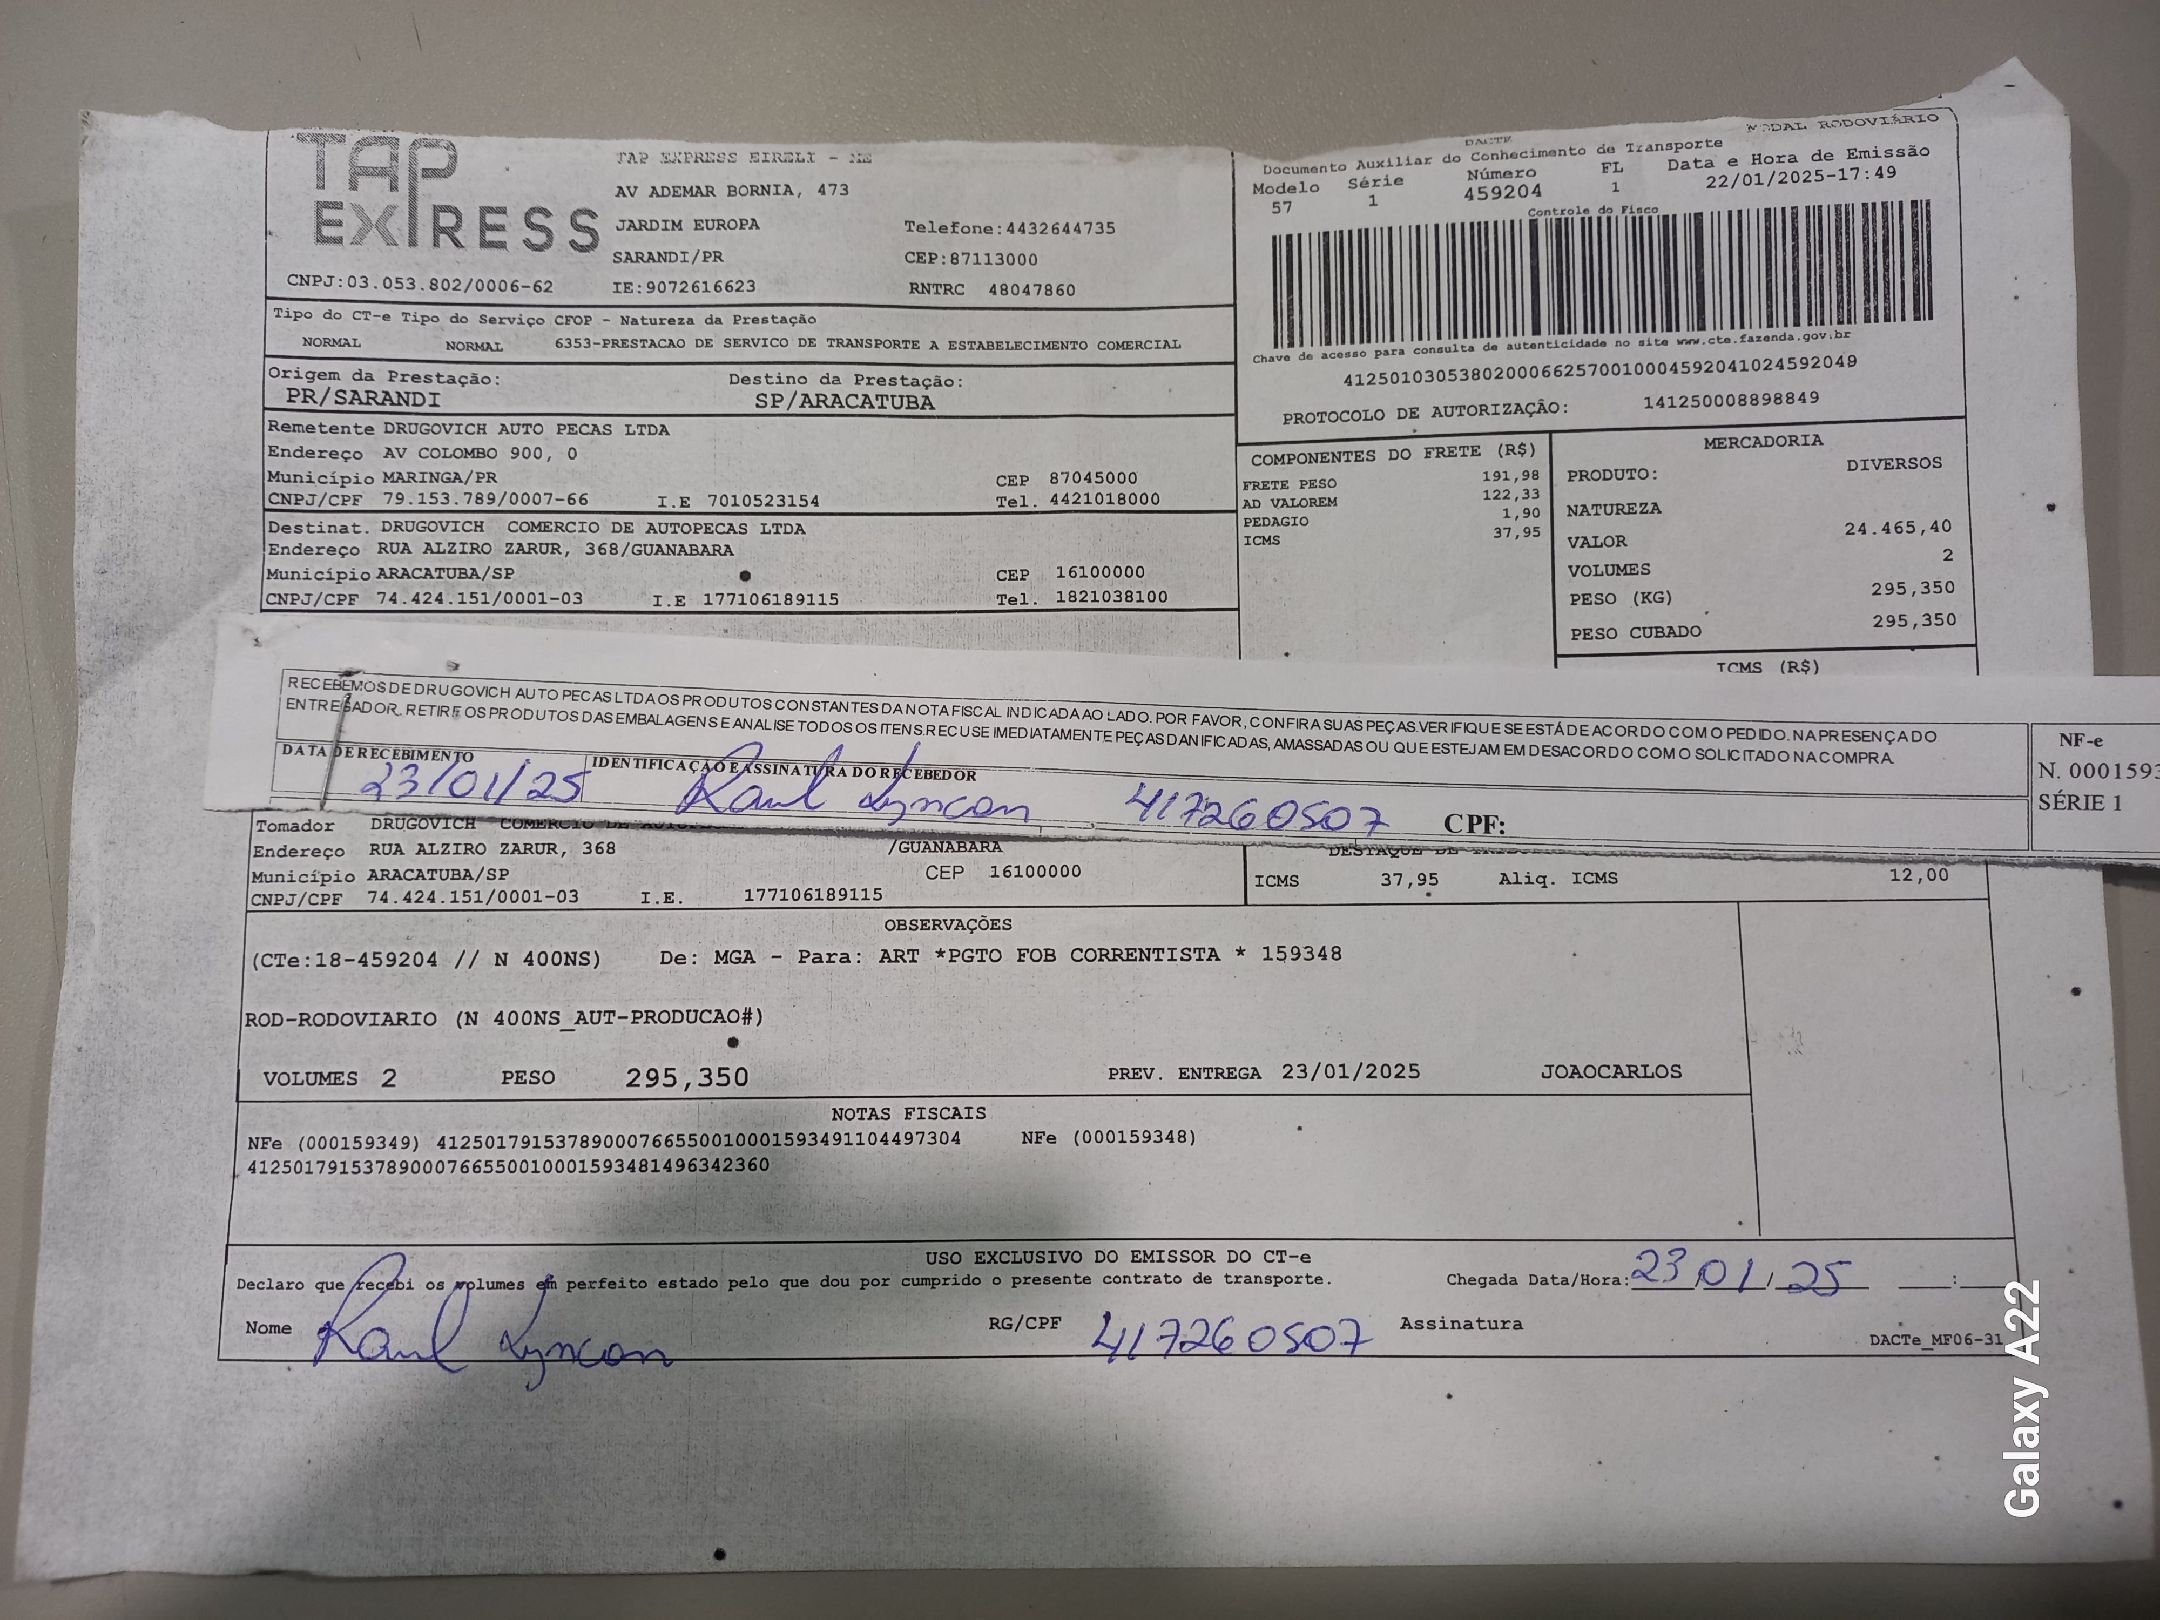 TAP
EXPRESS
TAP EXPRESS EIRELI - ME
AV ADEMAR BORNIA, 473
JARDIM EUROPA Telefone:4432644735
SARANDI/PR CEP:87113000
CNPJ:03.053.802/0006-62 IE:9072616623 RNTRC 48047860
DACTE MODAL RODOVIÁRIO
Documento Auxiliar do Conhecimento de Transporte
Modelo Série Número FL Data e Hora de Emissão
57 1 459204 1 22/01/2025-17:49
Controle do Fisco
Chave de acesso para consulta de autenticidade no site www.cte.fazenda.gov.br
41250103053802000662570010004592041024592049
PROTOCOLO DE AUTORIZAÇÂO: 141250008898849
Tipo do CT-e Tipo do Serviço CFOP - Natureza da Prestação
NORMAL NORMAL 6353-PRESTACAO DE SERVICO DE TRANSPORTE A ESTABELECIMENTO COMERCIAL
Origem da Prestação: Destino da Prestação:
PR/SARANDI SP/ARACATUBA
Remetente DRUGOVICH AUTO PECAS LTDA
Endereço AV COLOMBO 900, 0
Município MARINGA/PR CEP 87045000
CNPJ/CPF 79.153.789/0007-66 I.E 7010523154 Tel. 4421018000
Destinat. DRUGOVICH COMERCIO DE AUTOPECAS LTDA
Endereço RUA ALZIRO ZARUR, 368/GUANABARA
Município ARACATUBA/SP CEP 16100000
CNPJ/CPF 74.424.151/0001-03 I.E 177106189115 Tel. 1821038100
COMPONENTES DO FRETE (R$)
FRETE PESO 191,98
AD VALOREM 122,33
PEDAGIO 1,90
ICMS 37,95
MERCADORIA
PRODUTO: DIVERSOS
NATUREZA
VALOR 24.465,40
VOLUMES 2
PESO (KG) 295,350
PESO CUBADO 295,350
ICMS (R$)
RECEBEMOS DE DRUGOVICH AUTO PECAS LTDA OS PRODUTOS CONSTANTES DA NOTA FISCAL INDICADA AO LADO. POR FAVOR, CONFIRA SUAS PEÇAS.VERIFIQUE SE ESTÁ DE ACORDO COM O PEDIDO. NA PRESENÇA DO
ENTREGADOR, RETIRE OS PRODUTOS DAS EMBALAGENS E ANALISE TODOS OS ITENS.RECUSE IMEDIATAMENTE PEÇAS DANIFICADAS, AMASSADAS OU QUE ESTEJAM EM DESACORDO COM O SOLICITADO NA COMPRA.
DATA DE RECEBIMENTO IDENTIFICAÇÃO E ASSINATURA DO RECEBEDOR
23/01/25 Raul Lyncon 417260507 CPF:
NF-e
N. 0001593
SÉRIE 1
Tomador DRUGOVICH COMERCIO DE
Endereço RUA ALZIRO ZARUR, 368 /GUANABARA
Município ARACATUBA/SP CEP 16100000
CNPJ/CPF 74.424.151/0001-03 I.E. 177106189115
DESTAQUE DE
ICMS 37,95 Aliq. ICMS 12,00
OBSERVAÇÕES
(CTe:18-459204 // N 400NS) De: MGA - Para: ART *PGTO FOB CORRENTISTA * 159348
ROD-RODOVIARIO (N 400NS_AUT-PRODUCAO#)
VOLUMES 2 PESO 295,350 PREV. ENTREGA 23/01/2025 JOAOCARLOS
NOTAS FISCAIS
NFe (000159349) 41250179153789000766550010001593491104497304 NFe (000159348)
41250179153789000766550010001593481496342360
USO EXCLUSIVO DO EMISSOR DO CT-e
Declaro que recebi os volumes em perfeito estado pelo que dou por cumprido o presente contrato de transporte. Chegada Data/Hora: 23/01/25 :
Nome Raul Lyncon RG/CPF 417260507 Assinatura
DACTe_MF06-31
Galaxy A22